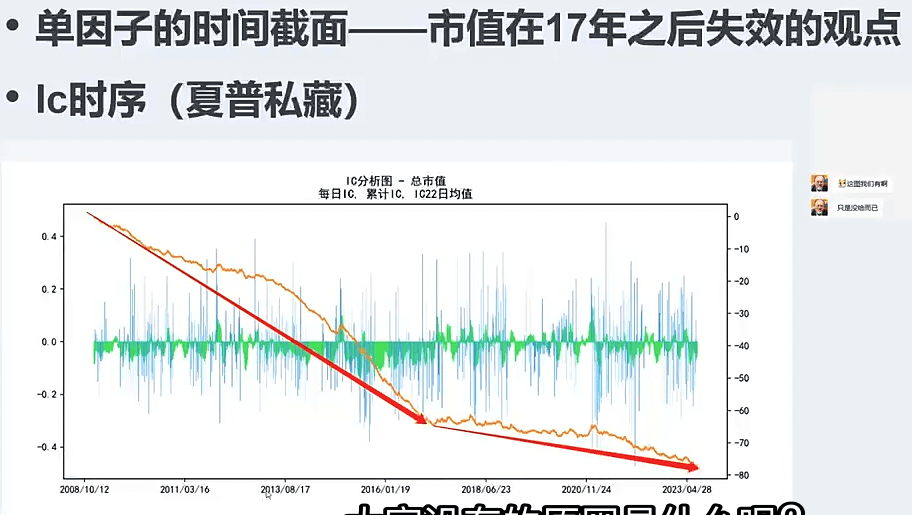 • 单因子的时间截面——市值在17年之后失效的观点
• Ic时序（夏普私藏）
IC分析图 - 总市值
每日IC, 累计IC, IC22日均值
0.4
0.2
0.0
-0.2
-0.4
0
-10
-20
-30
-40
-50
-60
-70
-80
2008/10/12 2011/03/16 2013/08/17 2016/01/19 2018/06/23 2020/11/24 2023/04/28
这图我们有啊
只是没给而已